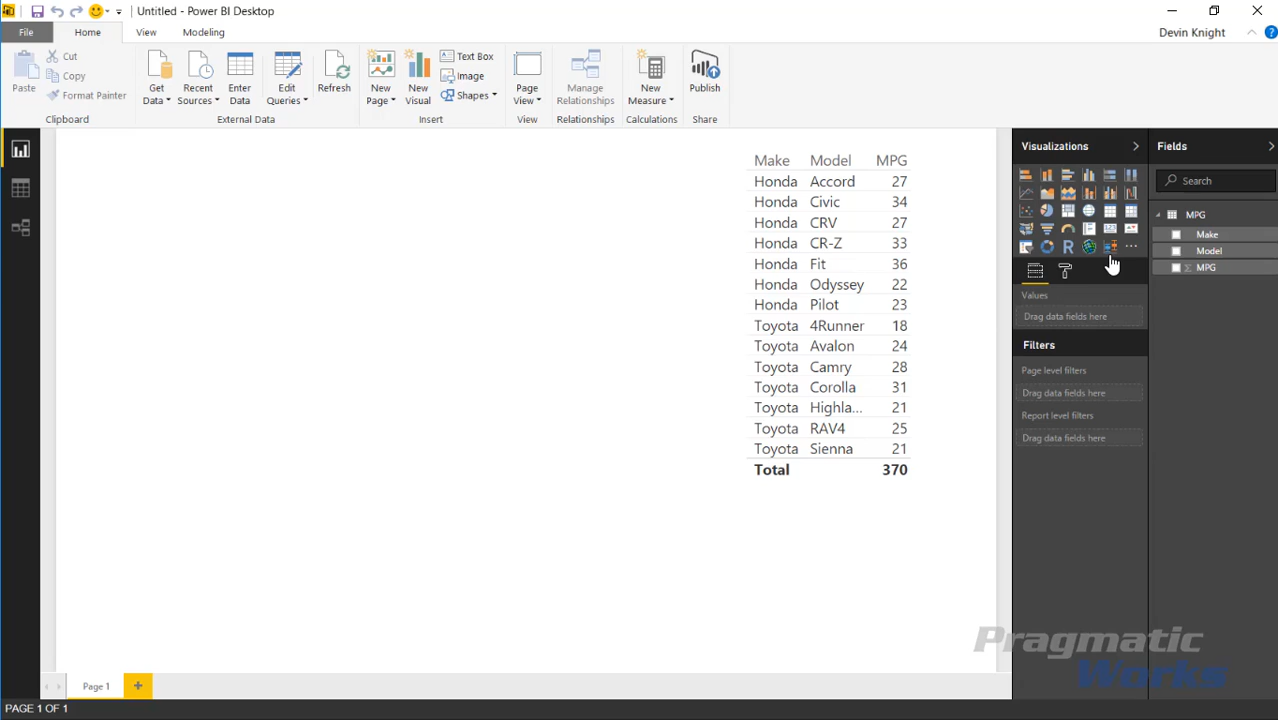 Untitled - Power BI Desktop
File Home View Modeling Devin Knight
Paste Cut Copy Format Painter
Clipboard
Get Data Recent Sources Enter Data Edit Queries Refresh
External Data
New Page New Visual Text Box Image Shapes
Insert
Page View
View
Manage Relationships
Relationships
New Measure
Calculations
Publish
Share
Make Model MPG
Honda Accord 27
Honda Civic 34
Honda CRV 27
Honda CR-Z 33
Honda Fit 36
Honda Odyssey 22
Honda Pilot 23
Toyota 4Runner 18
Toyota Avalon 24
Toyota Camry 28
Toyota Corolla 31
Toyota Highla... 21
Toyota RAV4 25
Toyota Sienna 21
Total 370
Visualizations
R
Values
Drag data fields here
Filters
Page level filters
Drag data fields here
Report level filters
Drag data fields here
Fields
Search
MPG
Make
Model
Σ MPG
Pragmatic
Works
Page 1
PAGE 1 OF 1